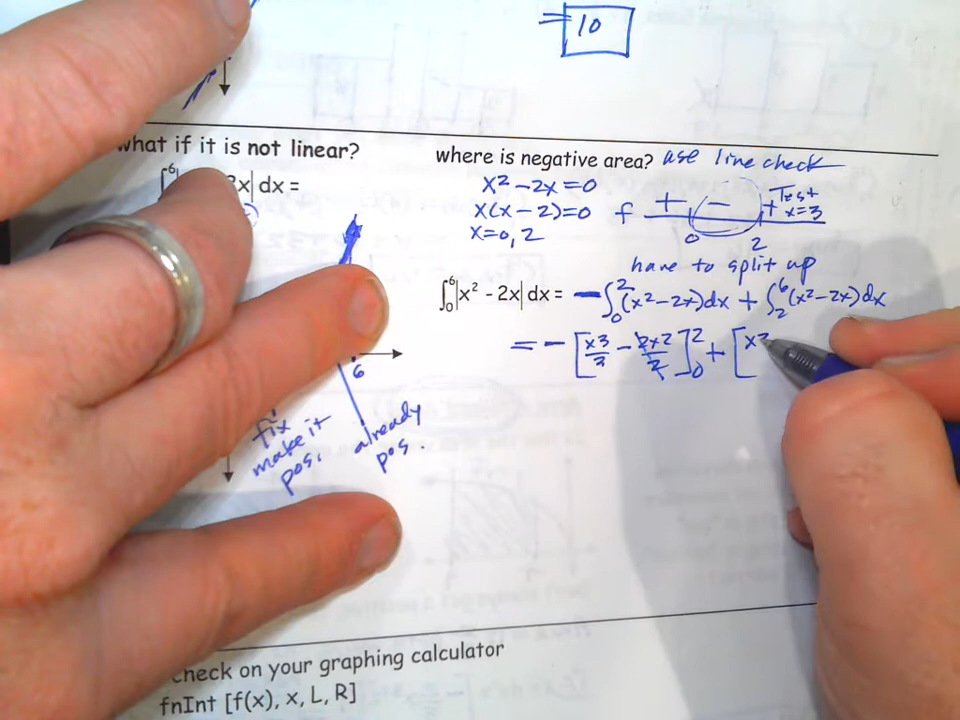 = 10
what if it is not linear?
∫₀⁶ x| dx =
where is negative area? use line check
x² - 2x = 0
x(x - 2) = 0
x = 0, 2
f + - + Test x=3
0 2
have to split up
∫₀⁶|x² - 2x| dx = -∫₀²(x²-2x)dx + ∫₂⁶(x²-2x)dx
= -[x3/3 - 2x2/2]₀² + [x
6
fix
make it
pos.
already
pos.
check on your graphing calculator
fnInt [f(x), x, L, R]